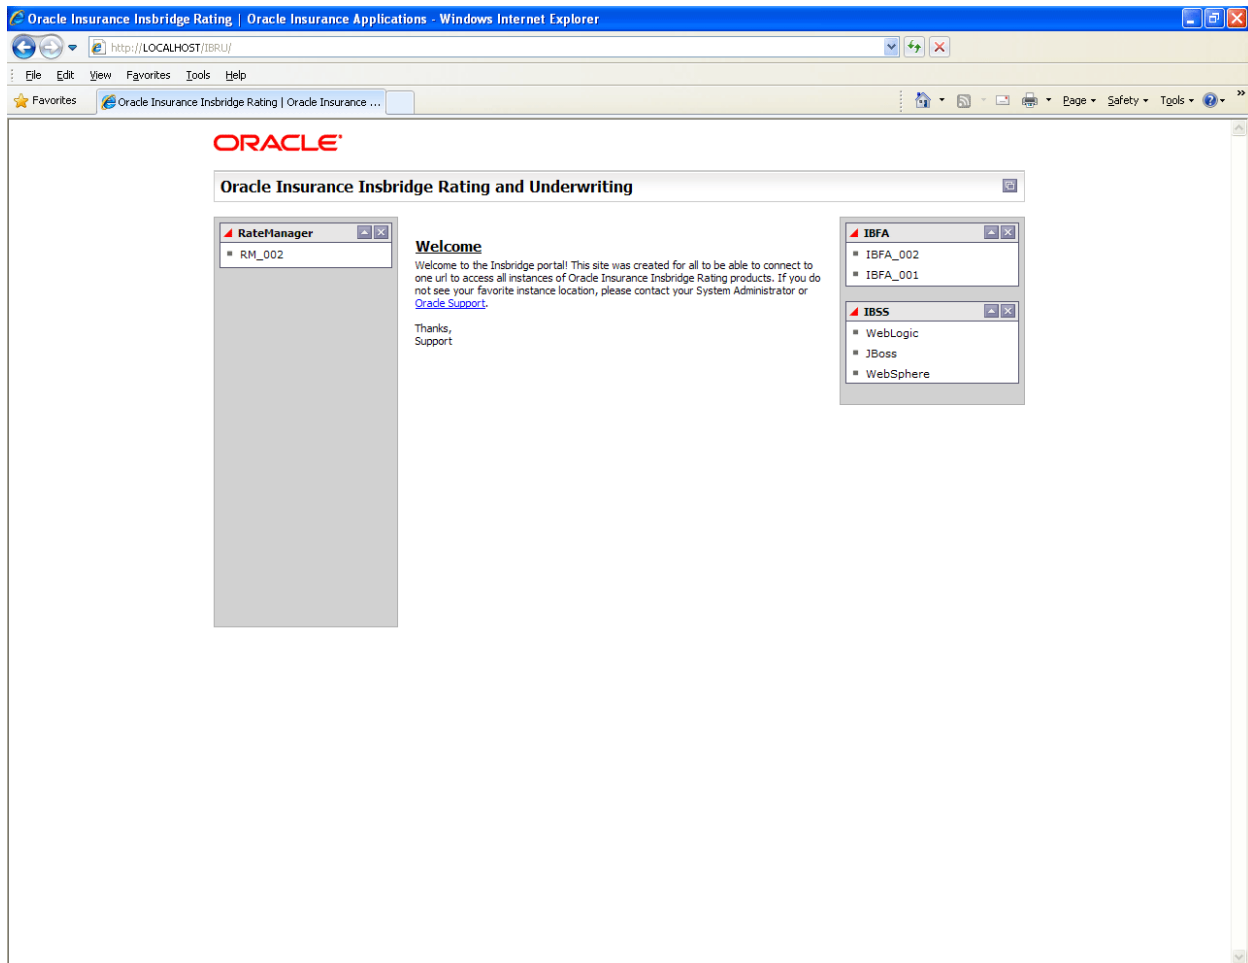 Oracle Insurance Insbridge Rating | Oracle Insurance Applications - Windows Internet Explorer
http://LOCALHOST/IBRU/
File Edit View Favorites Tools Help
Favorites
Oracle Insurance Insbridge Rating | Oracle Insurance ...
Page Safety Tools »
ORACLE
Oracle Insurance Insbridge Rating and Underwriting
RateManager
RM_002
Welcome
Welcome to the Insbridge portal! This site was created for all to be able to connect to
one url to access all instances of Oracle Insurance Insbridge Rating products. If you do
not see your favorite instance location, please contact your System Administrator or
Oracle Support.
Thanks,
Support
IBFA
IBFA_002
IBFA_001
IBSS
WebLogic
JBoss
WebSphere